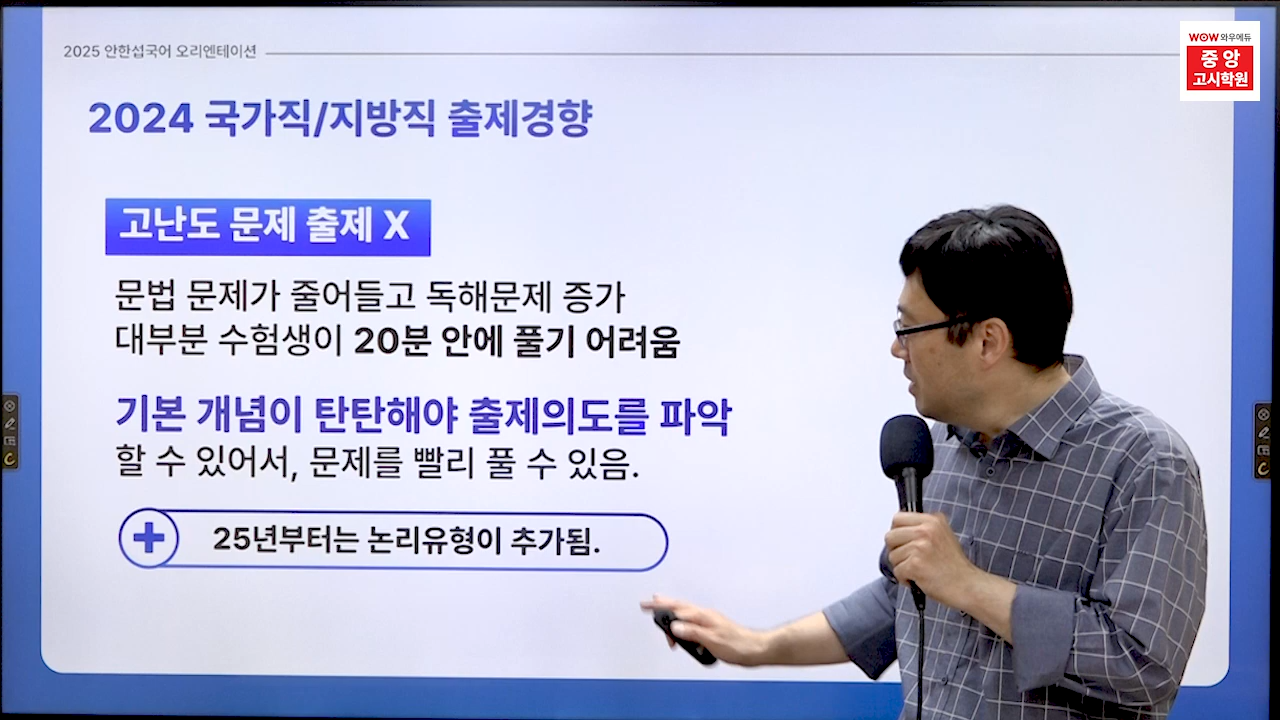 2025 안한섭국어 오리엔테이션
WOW 와우에듀
중앙
고시학원
2024 국가직/지방직 출제경향
고난도 문제 출제 X
문법 문제가 줄어들고 독해문제 증가
대부분 수험생이 20분 안에 풀기 어려움
기본 개념이 탄탄해야 출제의도를 파악
할 수 있어서, 문제를 빨리 풀 수 있음.
25년부터는 논리유형이 추가됨.